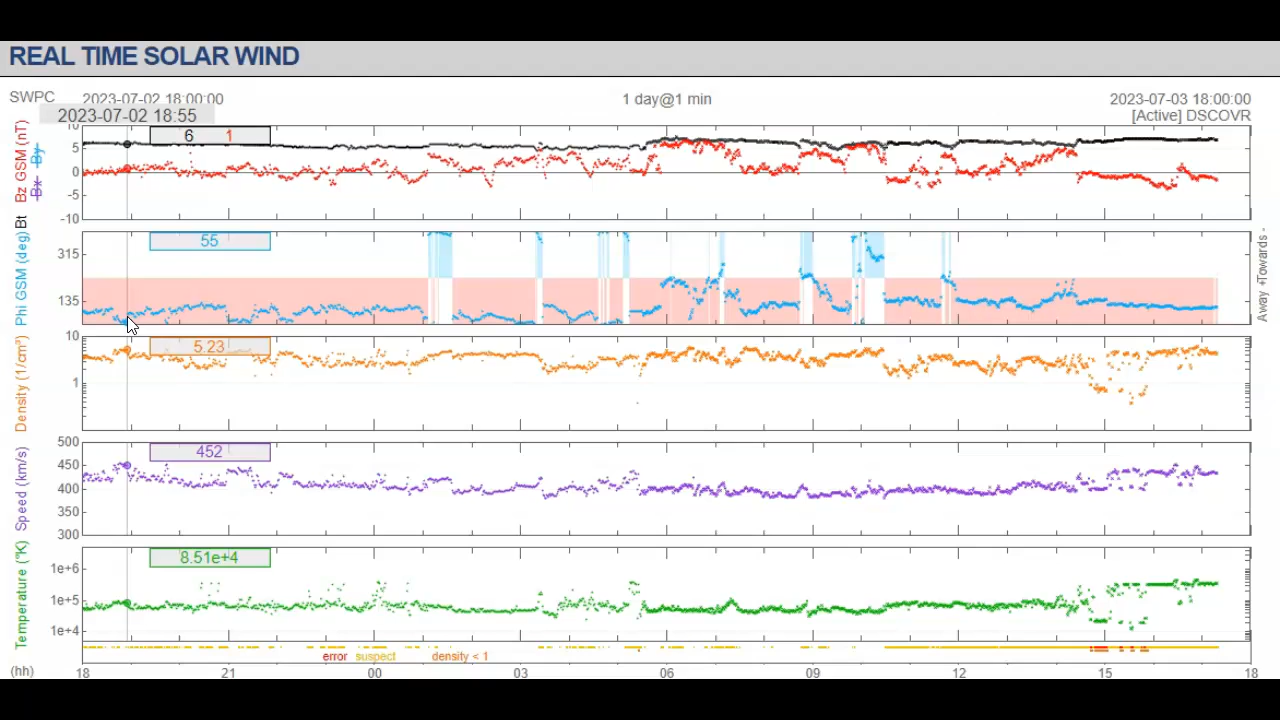 REAL TIME SOLAR WIND
SWPC 2023-07-02 18:00:00 1 day@1 min 2023-07-03 18:00:00
2023-07-02 18:55 [Active] DSCOVR
Bt Bz GSM (nT)
Bx By
10
5
0
-5
-10
6 1
Phi GSM (deg)
315
135
55
Away + Towards -
Density (1/cm³)
10
1
5.23
Speed (km/s)
500
450
400
350
300
452
Temperature (°K)
1e+6
1e+5
1e+4
8.51e+4
error suspect density < 1
(hh) 18 21 00 03 06 09 12 15 18